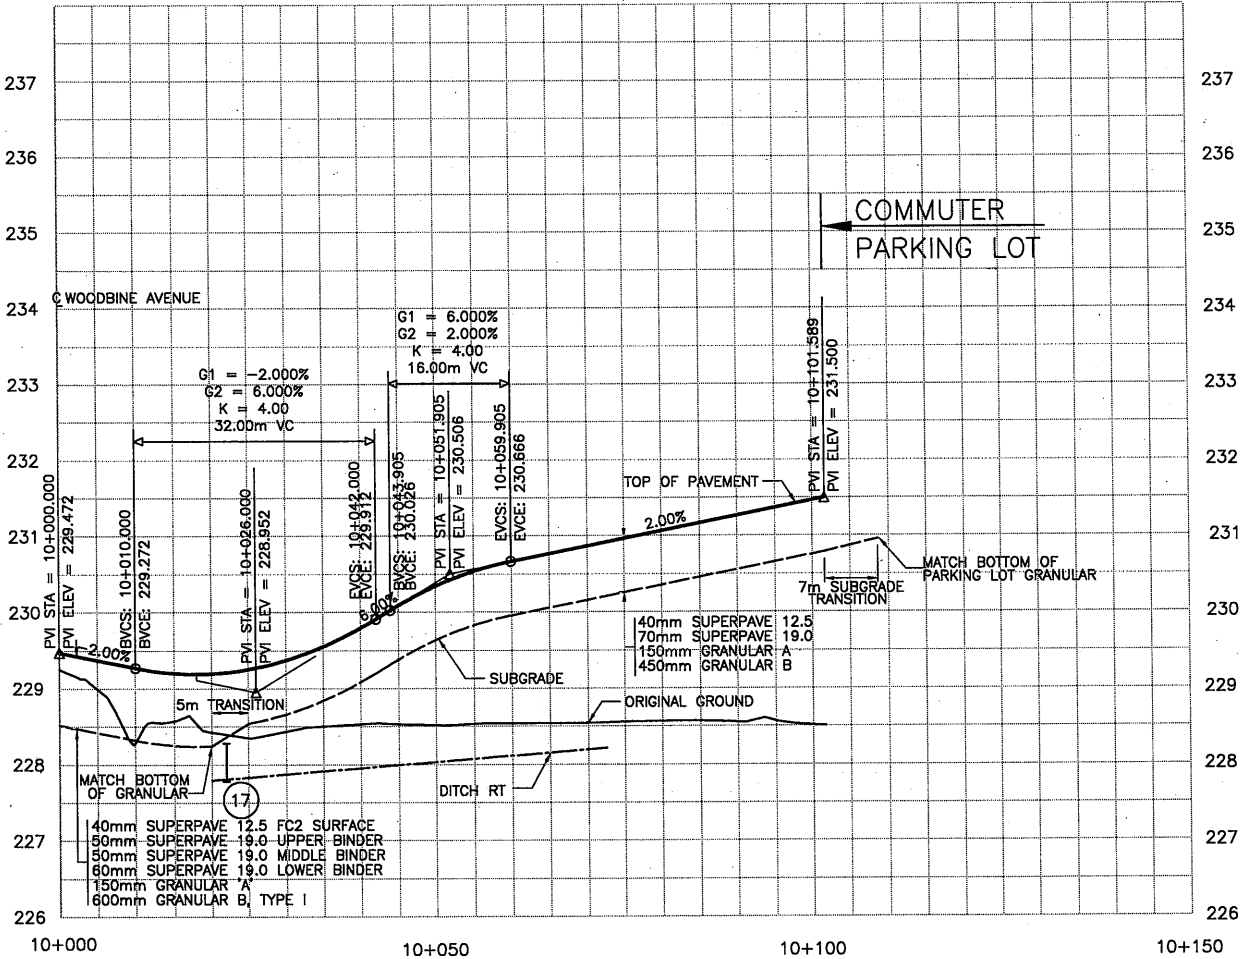 237
237
236
236
COMMUTER
PARKING LOT
235
235
℄ WOODBINE AVENUE
234
234
G1 = 6.000%
G2 = 2.000%
K = 4.00
16.00m VC
G1 = -2.000%
G2 = 6.000%
K = 4.00
32.00m VC
233
233
232
232
PVI STA = 10+000.000
PVI ELEV = 229.472
BVCS: 10+010.000
BVCE: 229.272
PVI STA = 10+026.000
PVI ELEV = 228.952
EVCS: 10+042.000
EVCE: 229.912
BVCS: 10+043.905
BVCE: 230.026
PVI STA = 10+051.905
PVI ELEV = 230.506
EVCS: 10+059.905
EVCE: 230.666
PVI STA = 10+101.589
PVI ELEV = 231.500
TOP OF PAVEMENT
2.00%
231
231
MATCH BOTTOM OF
PARKING LOT GRANULAR
7m SUBGRADE
TRANSITION
6.00%
230
230
40mm SUPERPAVE 12.5
70mm SUPERPAVE 19.0
150mm GRANULAR A
450mm GRANULAR B
-2.00%
SUBGRADE
229
229
5m TRANSITION
ORIGINAL GROUND
228
228
MATCH BOTTOM
OF GRANULAR
DITCH RT
17
40mm SUPERPAVE 12.5 FC2 SURFACE
50mm SUPERPAVE 19.0 UPPER BINDER
50mm SUPERPAVE 19.0 MIDDLE BINDER
60mm SUPERPAVE 19.0 LOWER BINDER
150mm GRANULAR 'A'
600mm GRANULAR B, TYPE I
227
227
226
226
10+000
10+050
10+100
10+150